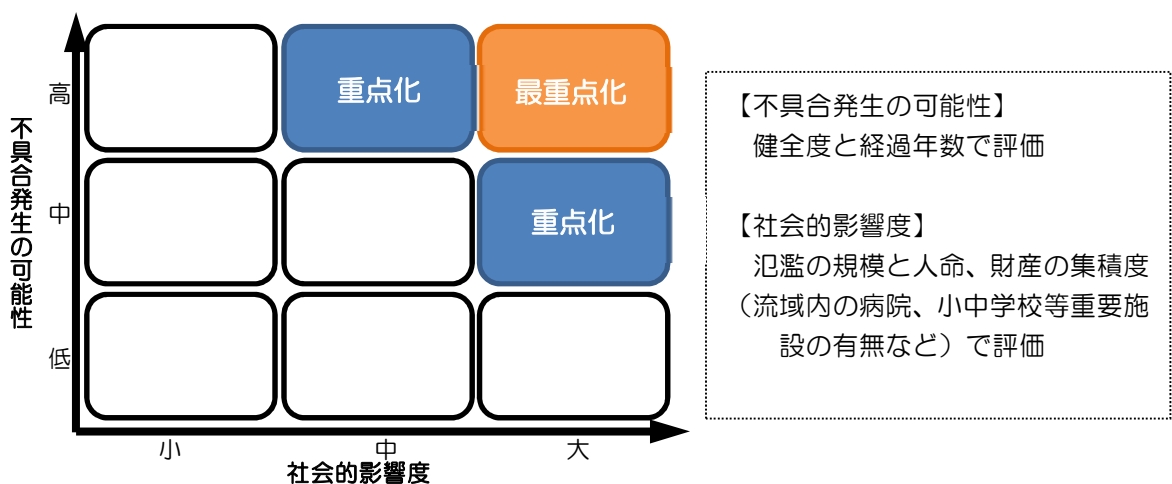 不具合発生の可能性
高
中
低
重点化
最重点化
重点化
小
中
大
社会的影響度
【不具合発生の可能性】
健全度と経過年数で評価
【社会的影響度】
氾濫の規模と人命、財産の集積度
（流域内の病院、小中学校等重要施
設の有無など）で評価